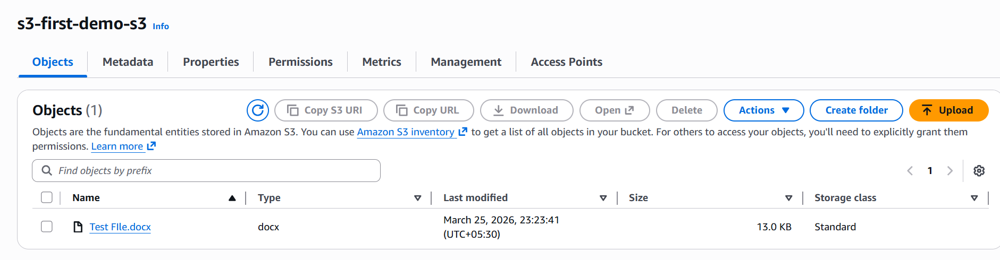 s3-first-demo-s3 Info
Objects Metadata Properties Permissions Metrics Management Access Points
Objects (1) Copy S3 URI Copy URL Download Open Delete Actions Create folder Upload
Objects are the fundamental entities stored in Amazon S3. You can use Amazon S3 inventory to get a list of all objects in your bucket. For others to access your objects, you'll need to explicitly grant them
permissions. Learn more
Find objects by prefix 1
Name Type Last modified Size Storage class
Test FIle.docx docx March 25, 2026, 23:23:41 13.0 KB Standard
(UTC+05:30)